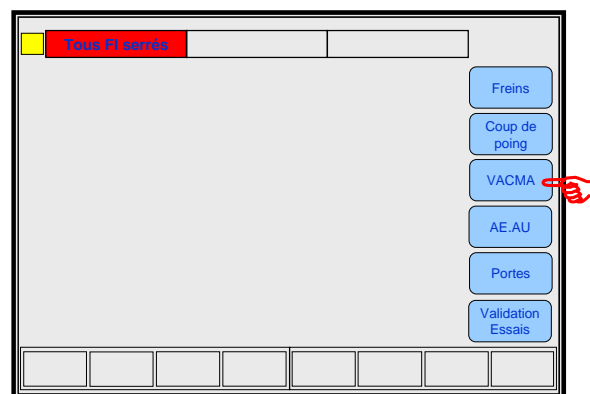 Tous FI serrés
Freins
Coup de
poing
VACMA
AE.AU
Portes
Validation
Essais